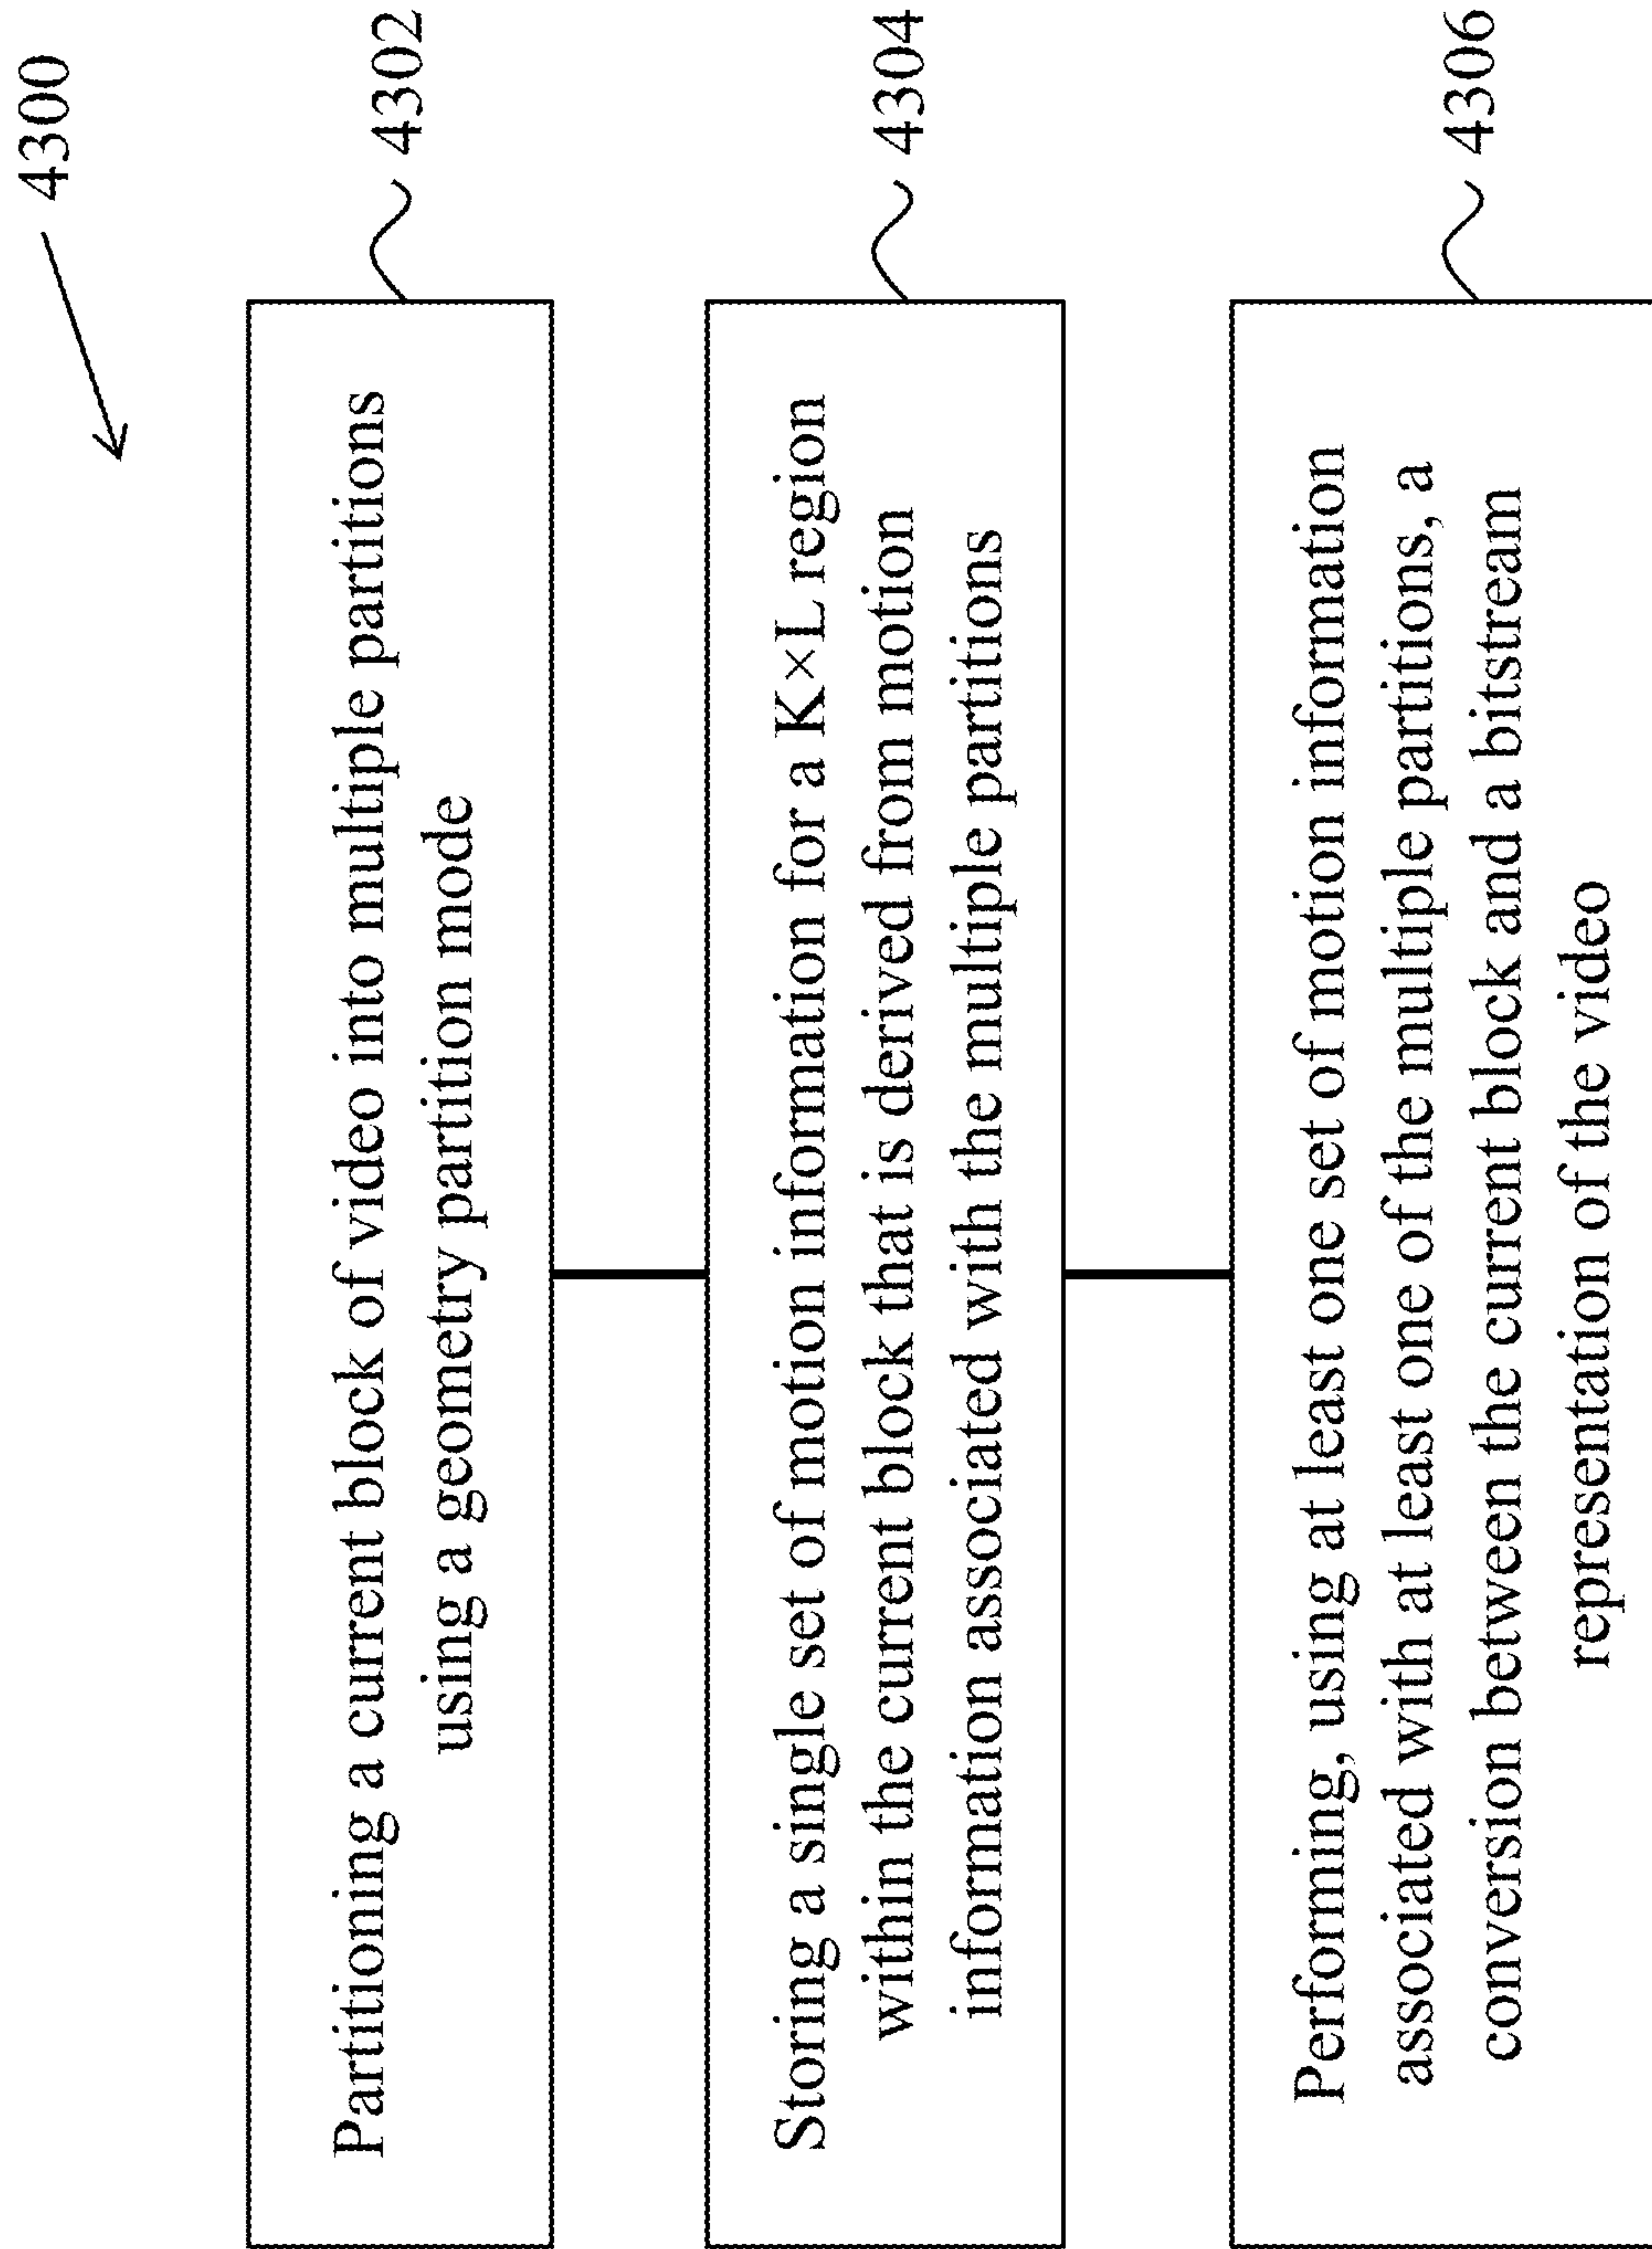 4300
Partitioning a current block of video into multiple partitions
using a geometry partition mode
4302
Storing a single set of motion information for a K×L region
within the current block that is derived from motion
information associated with the multiple partitions
4304
Performing, using at least one set of motion information
associated with at least one of the multiple partitions, a
conversion between the current block and a bitstream
representation of the video
4306